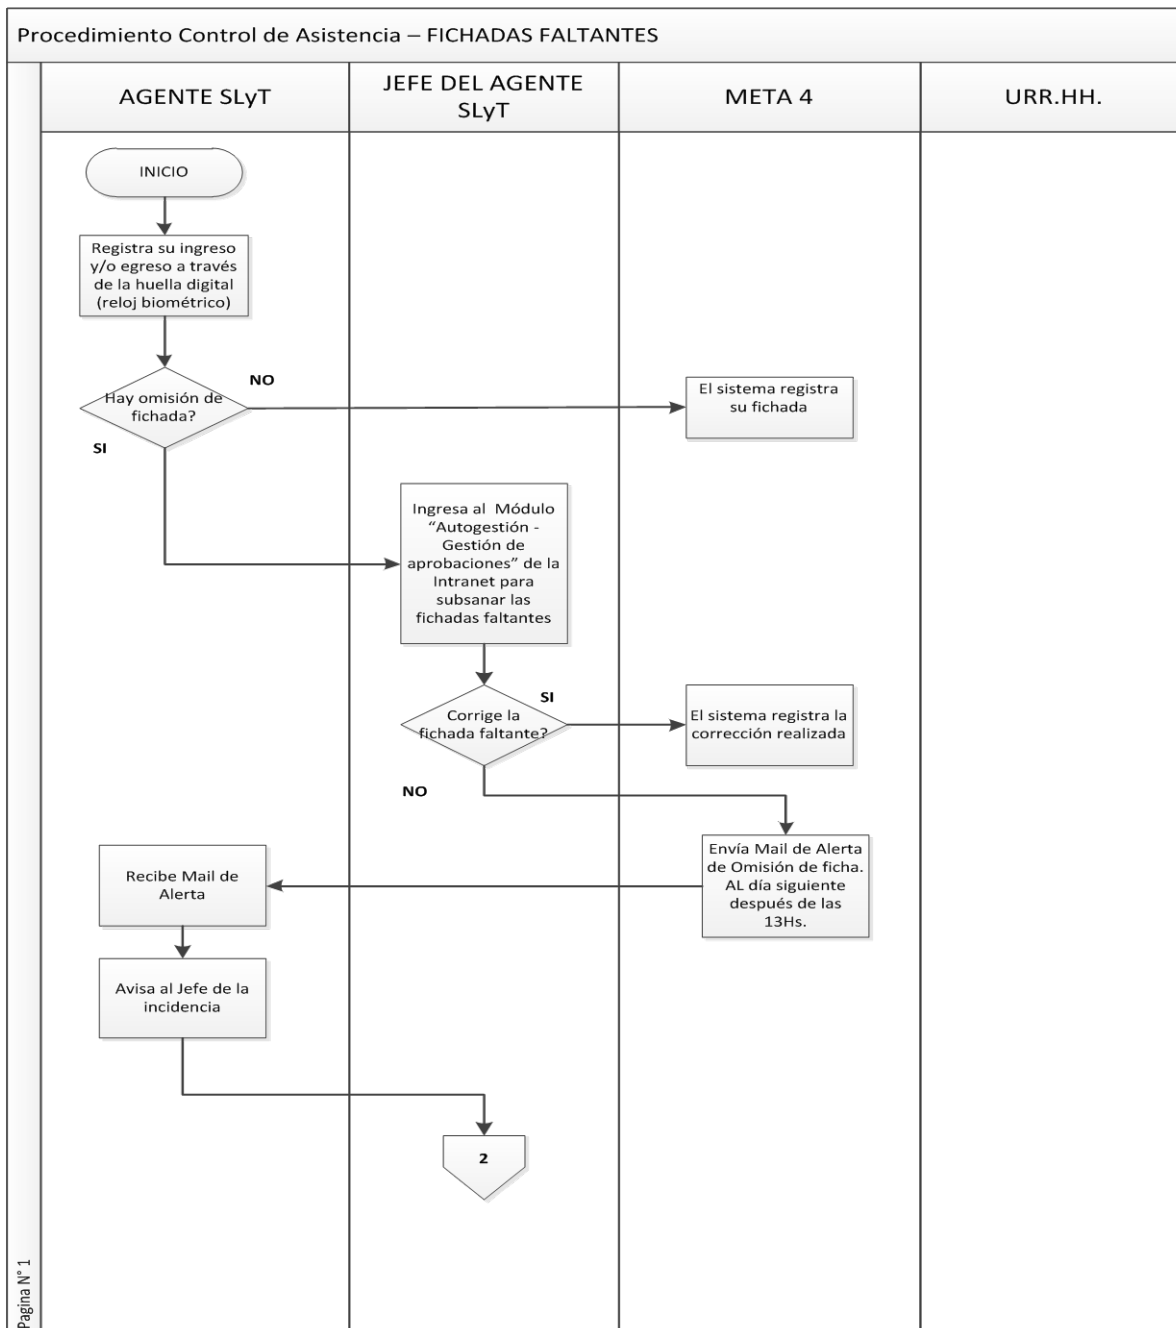 Procedimiento Control de Asistencia – FICHADAS FALTANTES
AGENTE SLyT
JEFE DEL AGENTE
SLyT
META 4
URR.HH.
INICIO
Registra su ingreso
y/o egreso a través
de la huella digital
(reloj biométrico)
Hay omisión de
fichada?
NO
SI
El sistema registra
su fichada
Ingresa al Módulo
“Autogestión -
Gestión de
aprobaciones” de la
Intranet para
subsanar las
fichadas faltantes
Corrige la
fichada faltante?
SI
NO
El sistema registra la
corrección realizada
Envía Mail de Alerta
de Omisión de ficha.
AL día siguiente
después de las
13Hs.
Recibe Mail de
Alerta
Avisa al Jefe de la
incidencia
2
Pagina N° 1